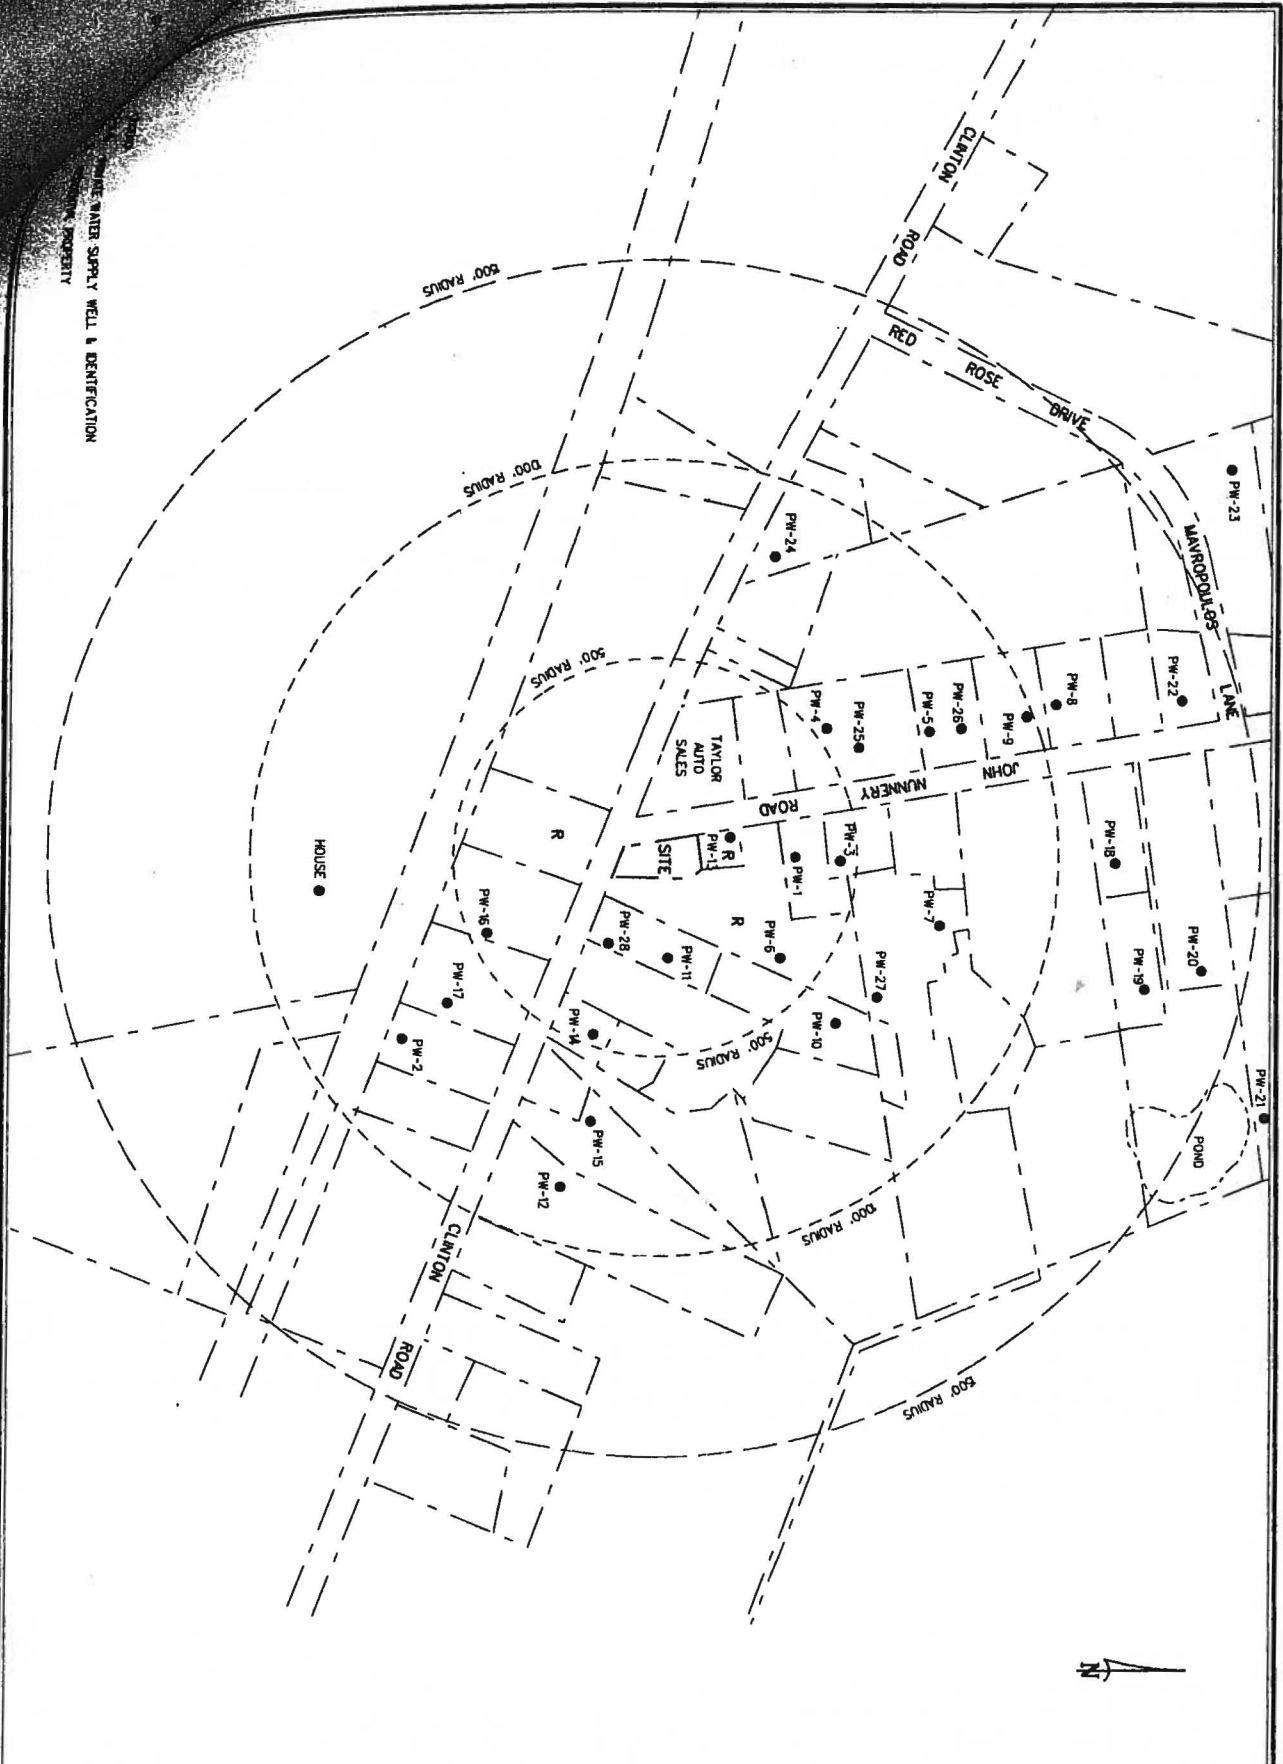 CLINTON
ROAD
RED
ROSE
DRIVE
MAVROPOULOS
LANE
PW-23
500' RADIUS
1000' RADIUS
PW-24
500' RADIUS
PW-22
PW-8
PW-9
PW-26
PW-5
PW-25
PW-4
TAYLOR
AUTO
SALES
JOHN
NUNNERY
ROAD
R
SITE
R
PW-13
PW-1
PW-3
PW-7
PW-18
PW-19
PW-20
PW-21
POND
HOUSE
PW-16
PW-28
PW-11
R
PW-6
PW-27
PW-10
PW-17
PW-2
PW-14
500' RADIUS
PW-15
PW-12
1000' RADIUS
CLINTON
ROAD
500' RADIUS
WATER SUPPLY WELL & IDENTIFICATION
PROPERTY
N